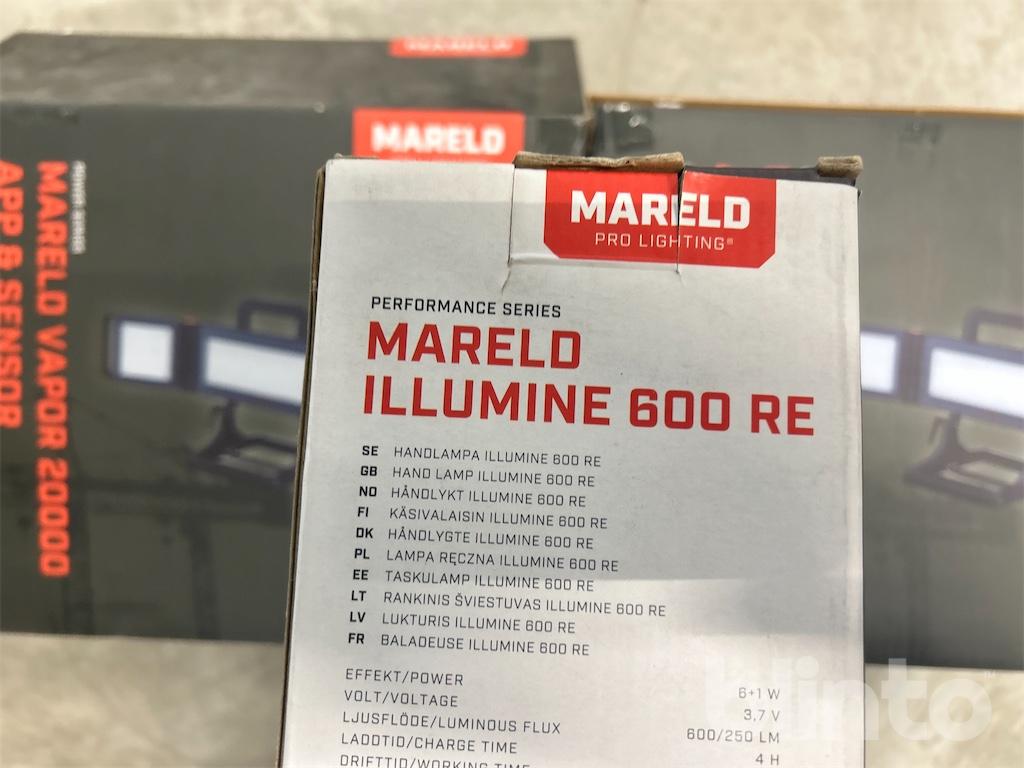 MARELD
MARELD VAPOR 20000
APP & SENSOR
MARELD
PRO LIGHTING®
PERFORMANCE SERIES
MARELD
ILLUMINE 600 RE
SE HANDLAMPA ILLUMINE 600 RE
GB HAND LAMP ILLUMINE 600 RE
NO HÅNDLYKT ILLUMINE 600 RE
FI KÄSIVALAISIN ILLUMINE 600 RE
DK HÅNDLYGTE ILLUMINE 600 RE
PL LAMPA RĘCZNA ILLUMINE 600 RE
EE TASKULAMP ILLUMINE 600 RE
LT RANKINIS ŠVIESTUVAS ILLUMINE 600 RE
LV LUKTURIS ILLUMINE 600 RE
FR BALADEUSE ILLUMINE 600 RE
EFFEKT/POWER 6+1 W
VOLT/VOLTAGE 3,7 V
LJUSFLÖDE/LUMINOUS FLUX 600/250 LM
LADDTID/CHARGE TIME 4 H
DRIFTTID/WORKING TIME
blinto